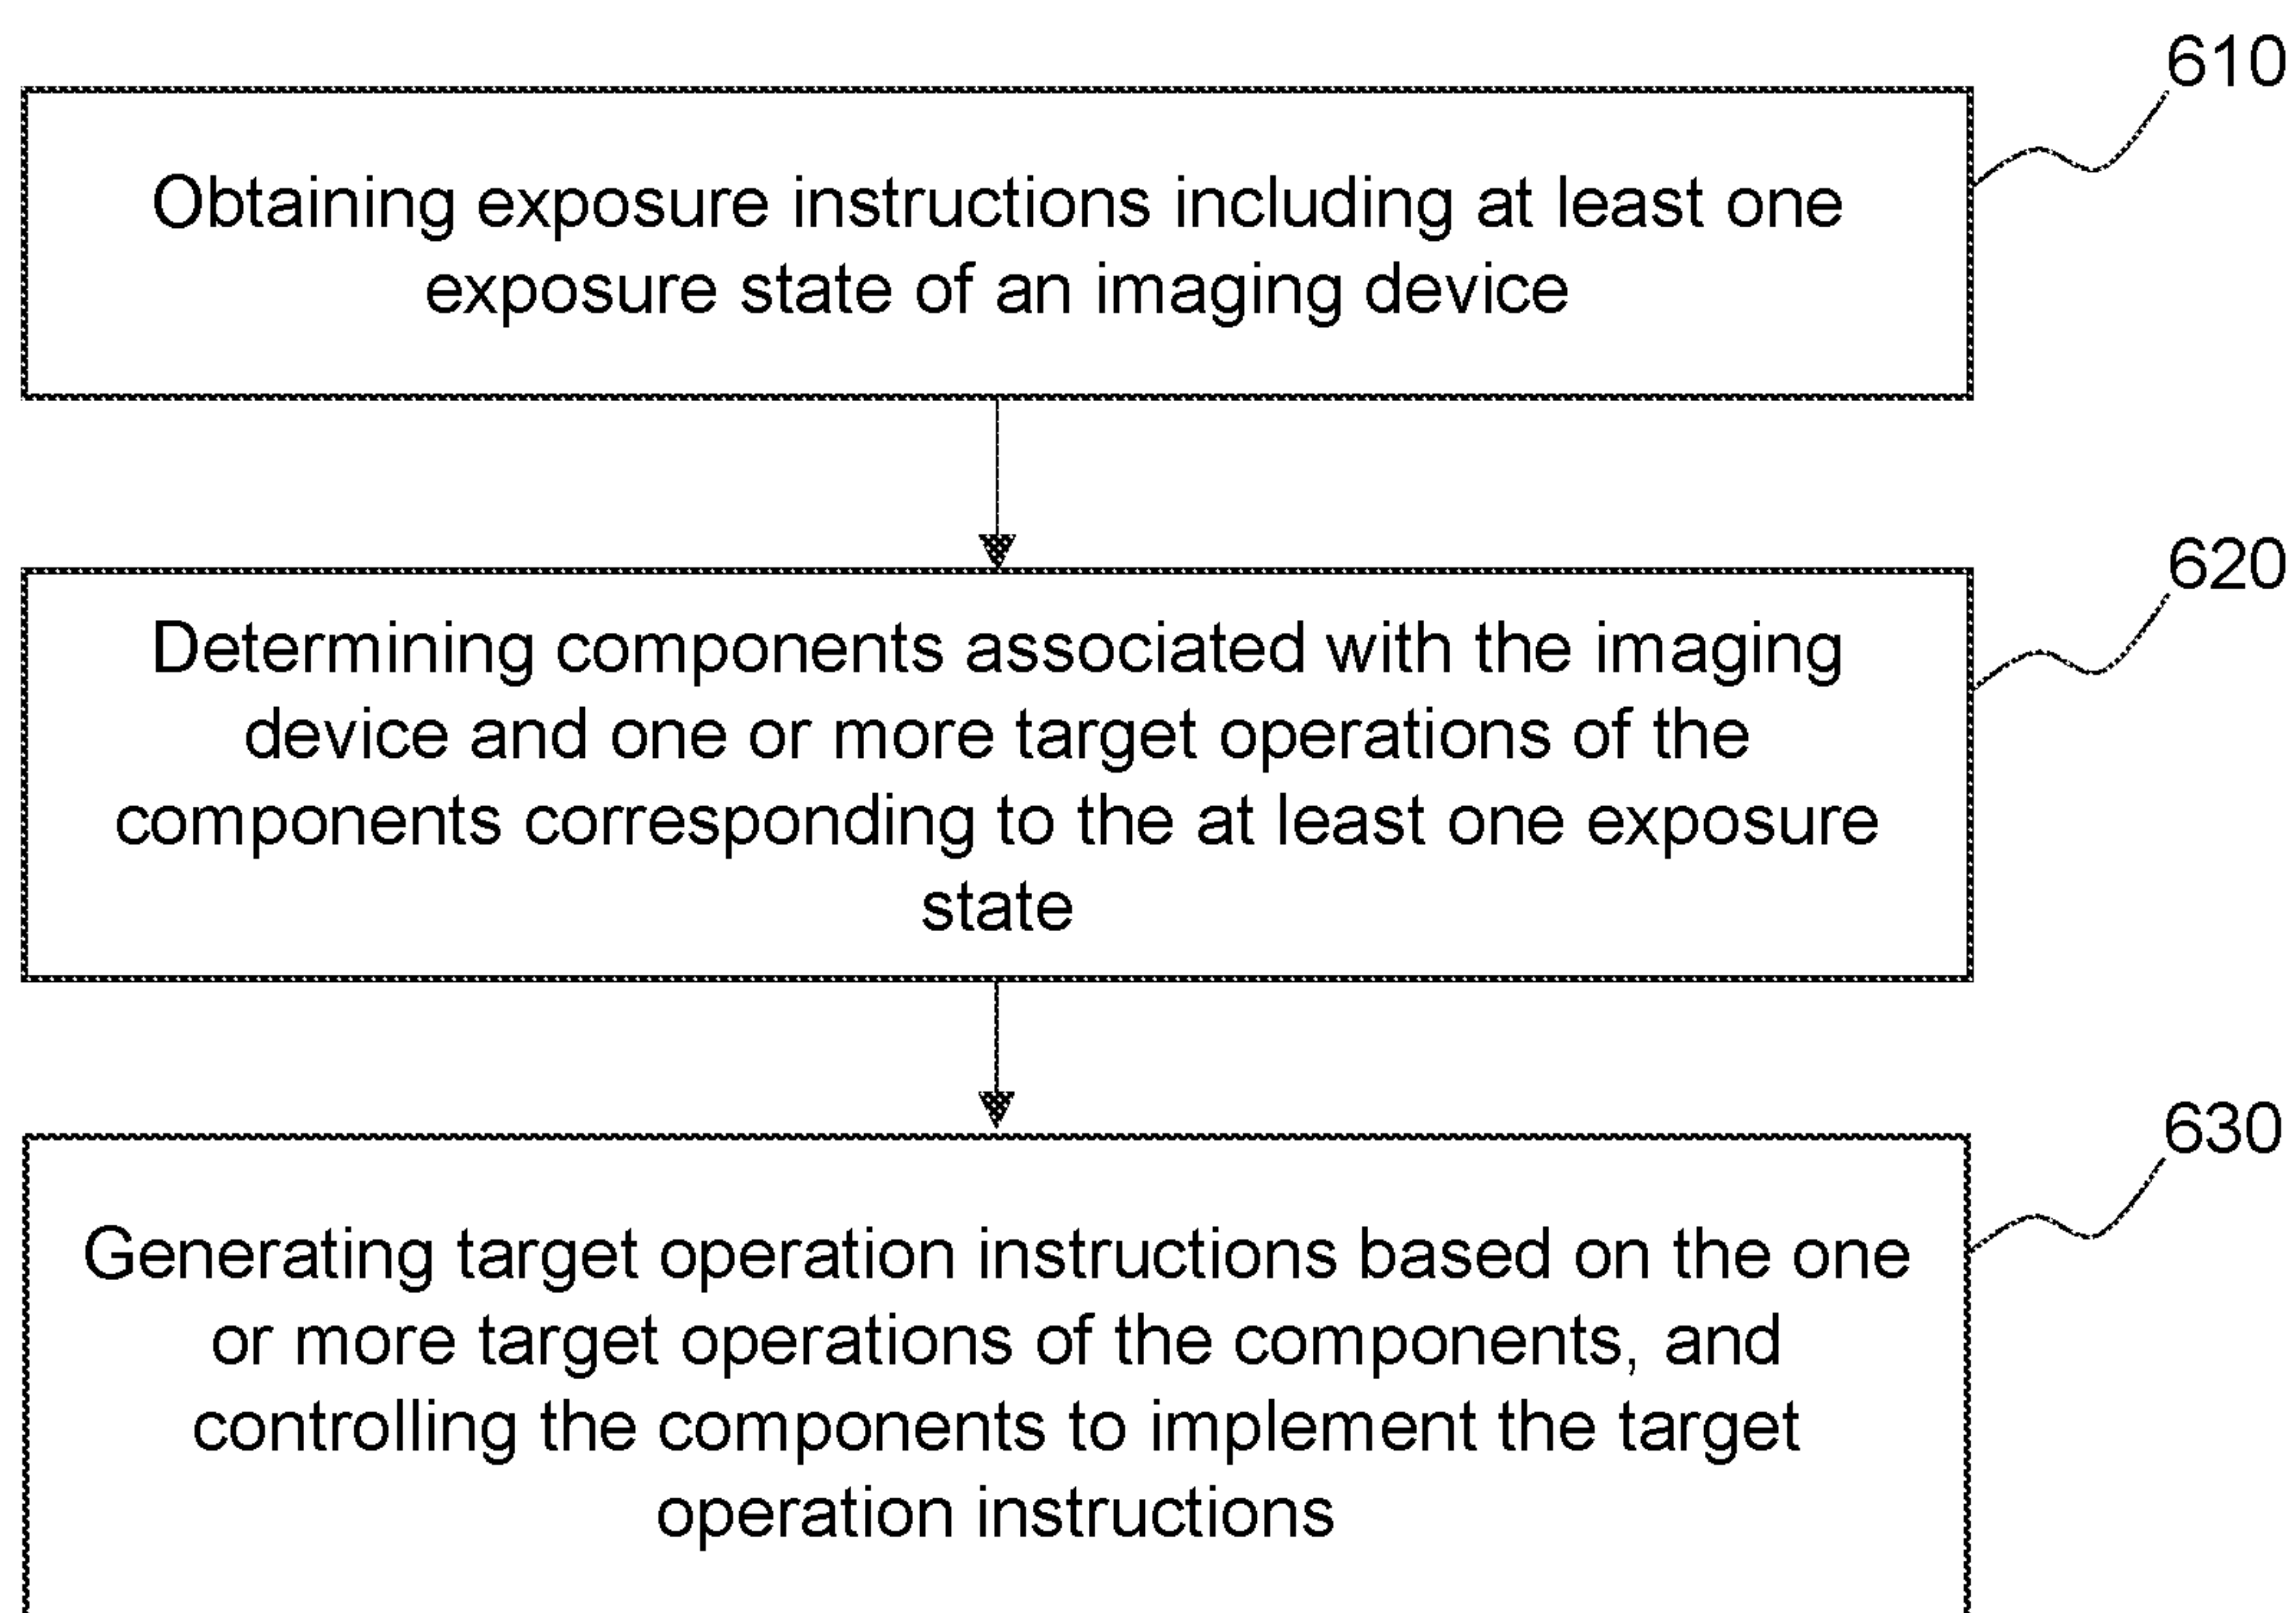 610
Obtaining exposure instructions including at least one
exposure state of an imaging device
620
Determining components associated with the imaging
device and one or more target operations of the
components corresponding to the at least one exposure
state
630
Generating target operation instructions based on the one
or more target operations of the components, and
controlling the components to implement the target
operation instructions